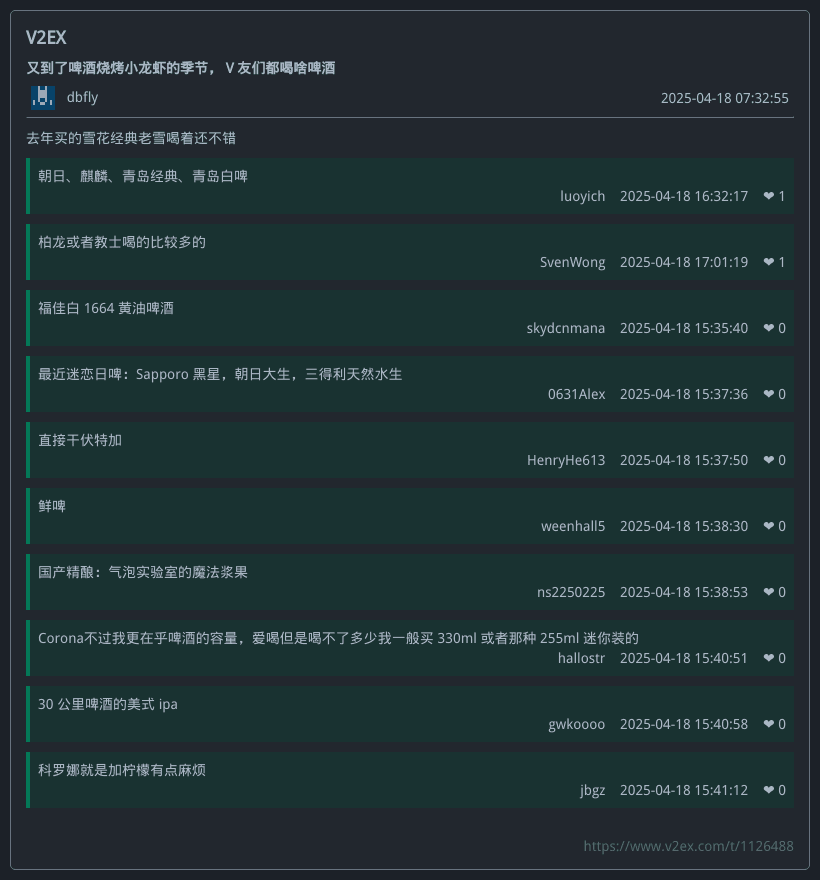 V2EX
又到了啤酒烧烤小龙虾的季节， V 友们都喝啥啤酒
dbfly
2025-04-18 07:32:55
去年买的雪花经典老雪喝着还不错
朝日、麒麟、青岛经典、青岛白啤
luoyich 2025-04-18 16:32:17 ❤ 1
柏龙或者教士喝的比较多的
SvenWong 2025-04-18 17:01:19 ❤ 1
福佳白 1664 黄油啤酒
skydcnmana 2025-04-18 15:35:40 ❤ 0
最近迷恋日啤：Sapporo 黑星，朝日大生，三得利天然水生
0631Alex 2025-04-18 15:37:36 ❤ 0
直接干伏特加
HenryHe613 2025-04-18 15:37:50 ❤ 0
鲜啤
weenhall5 2025-04-18 15:38:30 ❤ 0
国产精酿：气泡实验室的魔法浆果
ns2250225 2025-04-18 15:38:53 ❤ 0
Corona不过我更在乎啤酒的容量，爱喝但是喝不了多少我一般买 330ml 或者那种 255ml 迷你装的
hallostr 2025-04-18 15:40:51 ❤ 0
30 公里啤酒的美式 ipa
gwkoooo 2025-04-18 15:40:58 ❤ 0
科罗娜就是加柠檬有点麻烦
jbgz 2025-04-18 15:41:12 ❤ 0
https://www.v2ex.com/t/1126488